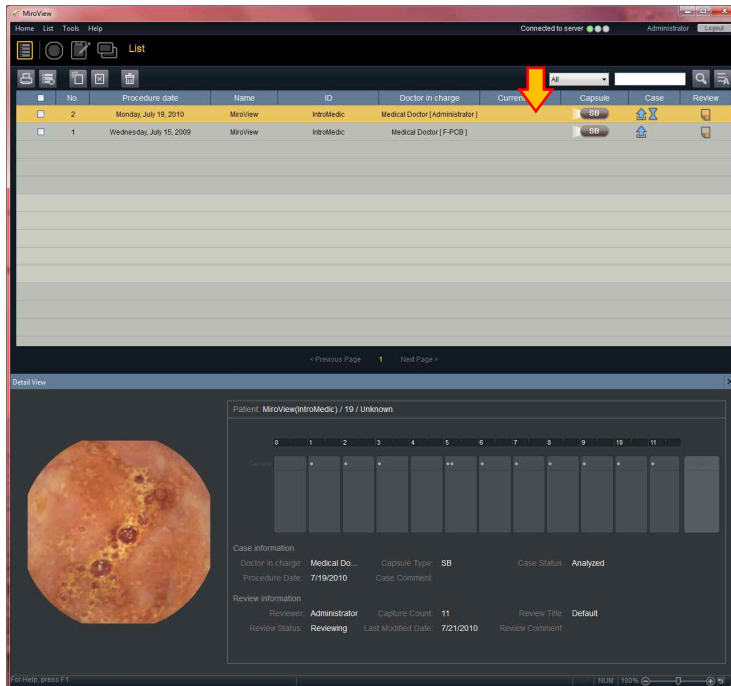 MiroView
Home List Tools Help Connected to server Administrator Logout
List
All
No. Procedure date Name ID Doctor in charge Curren Capsule Case Review
2 Monday, July 19, 2010 MiroView IntroMedic Medical Doctor [ Administrator ] SB
1 Wednesday, July 15, 2009 MiroView IntroMedic Medical Doctor [ F-PCB ] SB
< Previous Page 1 Next Page >
Detail View
Patient: MiroView(IntroMedic) / 19 / Unknown
0 1 2 3 4 5 6 7 8 9 10 11
Case information
Doctor in charge: Medical Do... Capsule Type: SB Case Status: Analyzed
Procedure Date: 7/19/2010 Case Comment:
Review information
Reviewer: Administrator Capture Count: 11 Review Title: Default
Review Status: Reviewing Last Modified Date: 7/21/2010 Review Comment:
For Help, press F1 NUM 100%